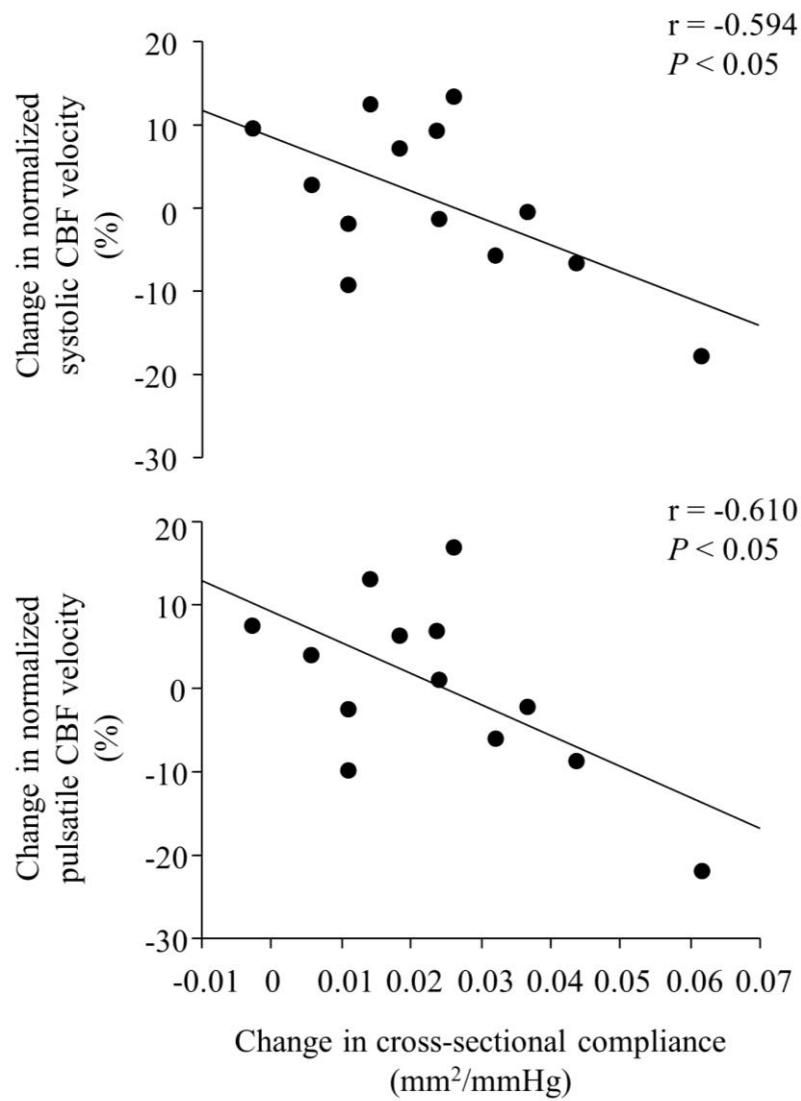 r = -0.594
P < 0.05
Change in normalized
systolic CBF velocity
(%)
20
10
0
-10
-20
-30
r = -0.610
P < 0.05
Change in normalized
pulsatile CBF velocity
(%)
20
10
0
-10
-20
-30
-0.01 0 0.01 0.02 0.03 0.04 0.05 0.06 0.07
Change in cross-sectional compliance
(mm²/mmHg)